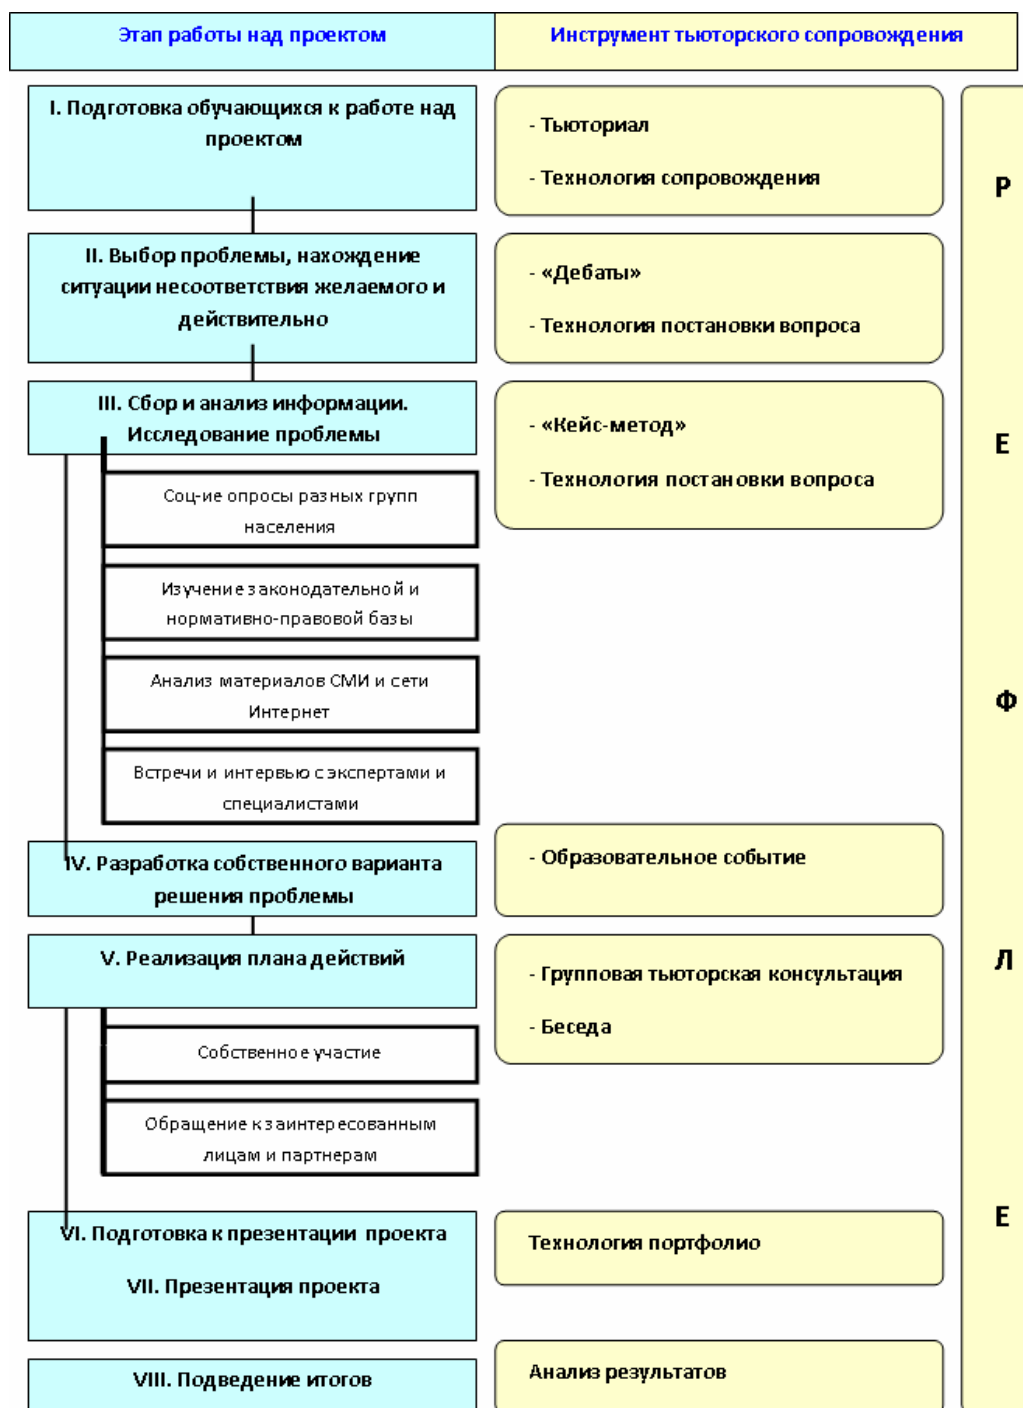 Этап работы над проектом
Инструмент тьюторского сопровождения
I. Подготовка обучающихся к работе над
проектом
- Тьюториал
- Технология сопровождения
II. Выбор проблемы, нахождение
ситуации несоответствия желаемого и
действительно
- «Дебаты»
- Технология постановки вопроса
III. Сбор и анализ информации.
Исследование проблемы
- «Кейс-метод»
- Технология постановки вопроса
Соц-ие опросы разных групп
населения
Изучение законодательной и
нормативно-правовой базы
Анализ материалов СМИ и сети
Интернет
Встречи и интервью с экспертами и
специалистами
IV. Разработка собственного варианта
решения проблемы
- Образовательное событие
V. Реализация плана действий
- Групповая тьюторская консультация
- Беседа
Собственное участие
Обращение к заинтересованным
лицам и партнерам
VI. Подготовка к презентации проекта
VII. Презентация проекта
Технология портфолио
VIII. Подведение итогов
Анализ результатов
Р
Е
Ф
Л
Е